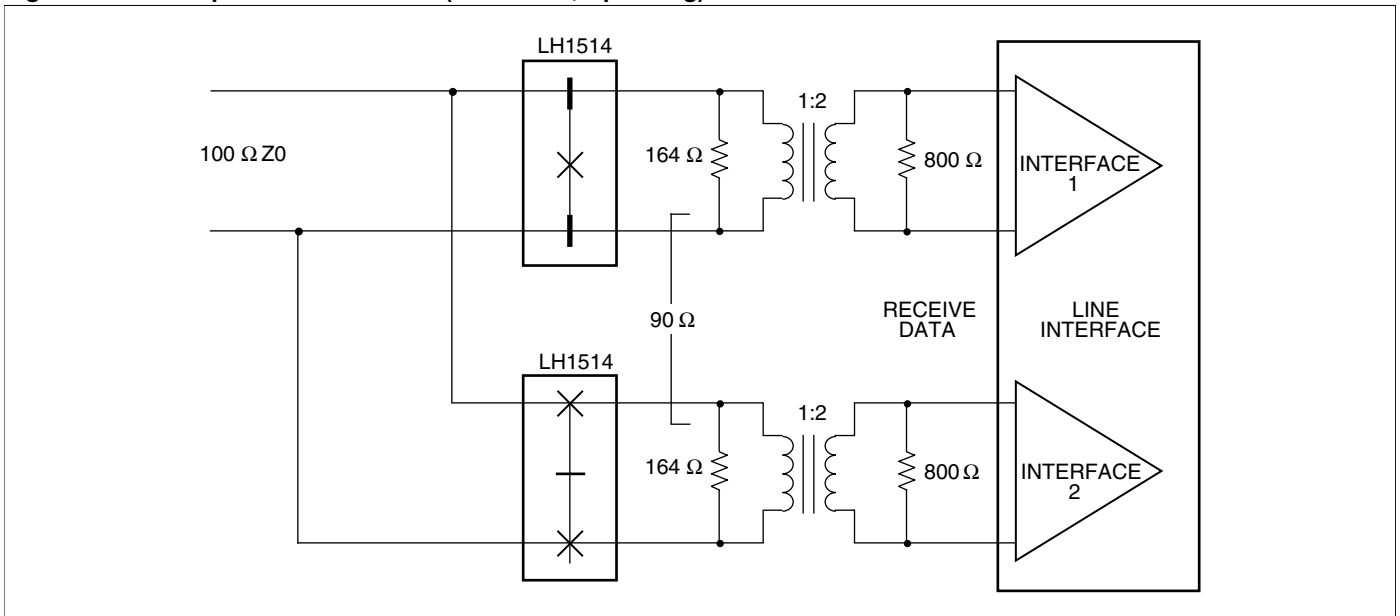 LH1514
1:2
100 Ω Z0
164 Ω
800 Ω
INTERFACE
1
90 Ω
RECEIVE
DATA
LINE
INTERFACE
LH1514
1:2
164 Ω
800 Ω
INTERFACE
2